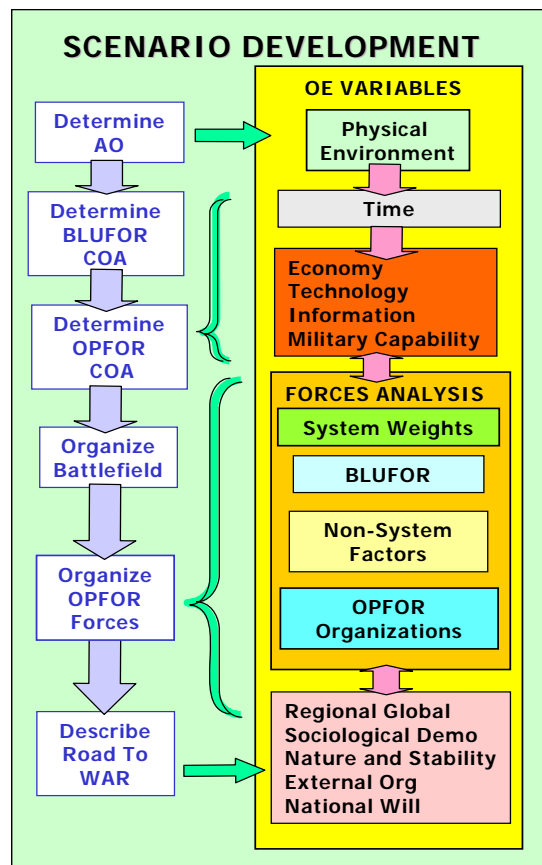 SCENARIO DEVELOPMENT
Determine
AO
Determine
BLUFOR
COA
Determine
OPFOR
COA
Organize
Battlefield
Organize
OPFOR
Forces
Describe
Road To
WAR
OE VARIABLES
Physical
Environment
Time
Economy
Technology
Information
Military Capability
FORCES ANALYSIS
System Weights
BLUFOR
Non-System
Factors
OPFOR
Organizations
Regional Global
Sociological Demo
Nature and Stability
External Org
National Will